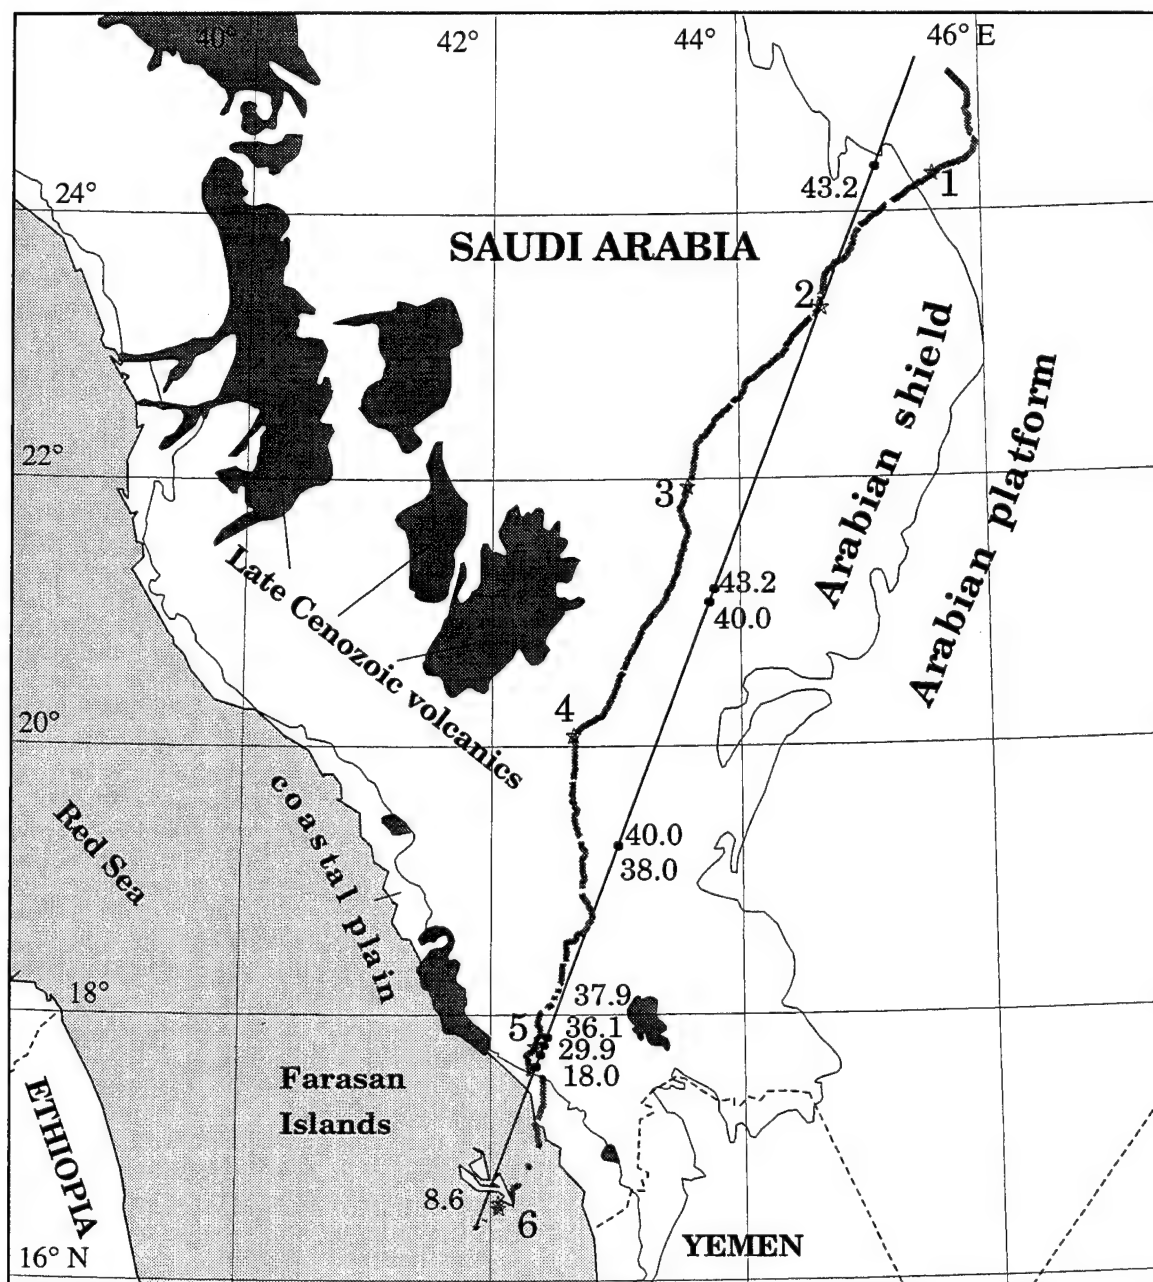 40°
42°
44°
46° E
24°
43.2
1
SAUDI ARABIA
2
22°
3
Arabian shield
Arabian platform
43.2
40.0
Late Cenozoic volcanics
4
20°
Red Sea
coastal plain
40.0
38.0
18°
37.9
5
36.1
29.9
18.0
ETHIOPIA
Farasan
Islands
8.6
6
16° N
YEMEN